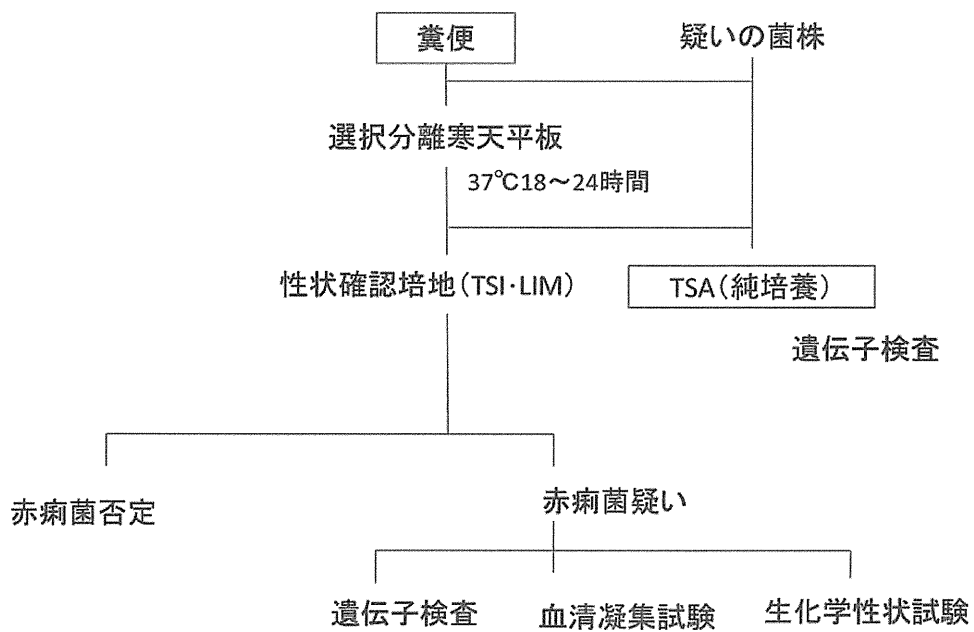 糞便
疑いの菌株
選択分離寒天平板
37℃18～24時間
性状確認培地(TSI・LIM)
TSA(純培養)
遺伝子検査
赤痢菌否定
赤痢菌疑い
遺伝子検査
血清凝集試験
生化学性状試験